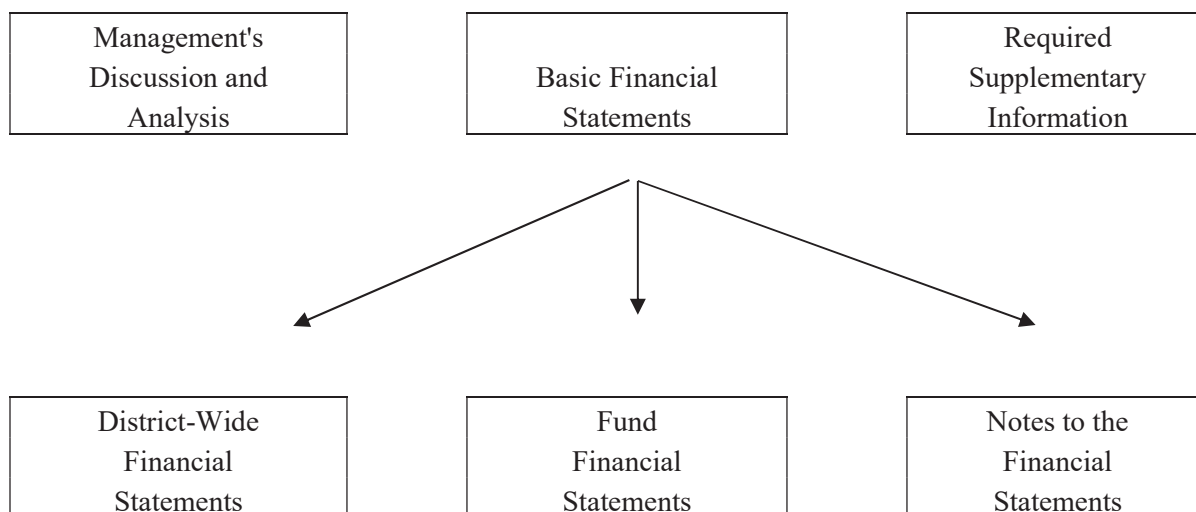 Management's
Discussion and
Analysis
Basic Financial
Statements
Required
Supplementary
Information
District-Wide
Financial
Statements
Fund
Financial
Statements
Notes to the
Financial
Statements